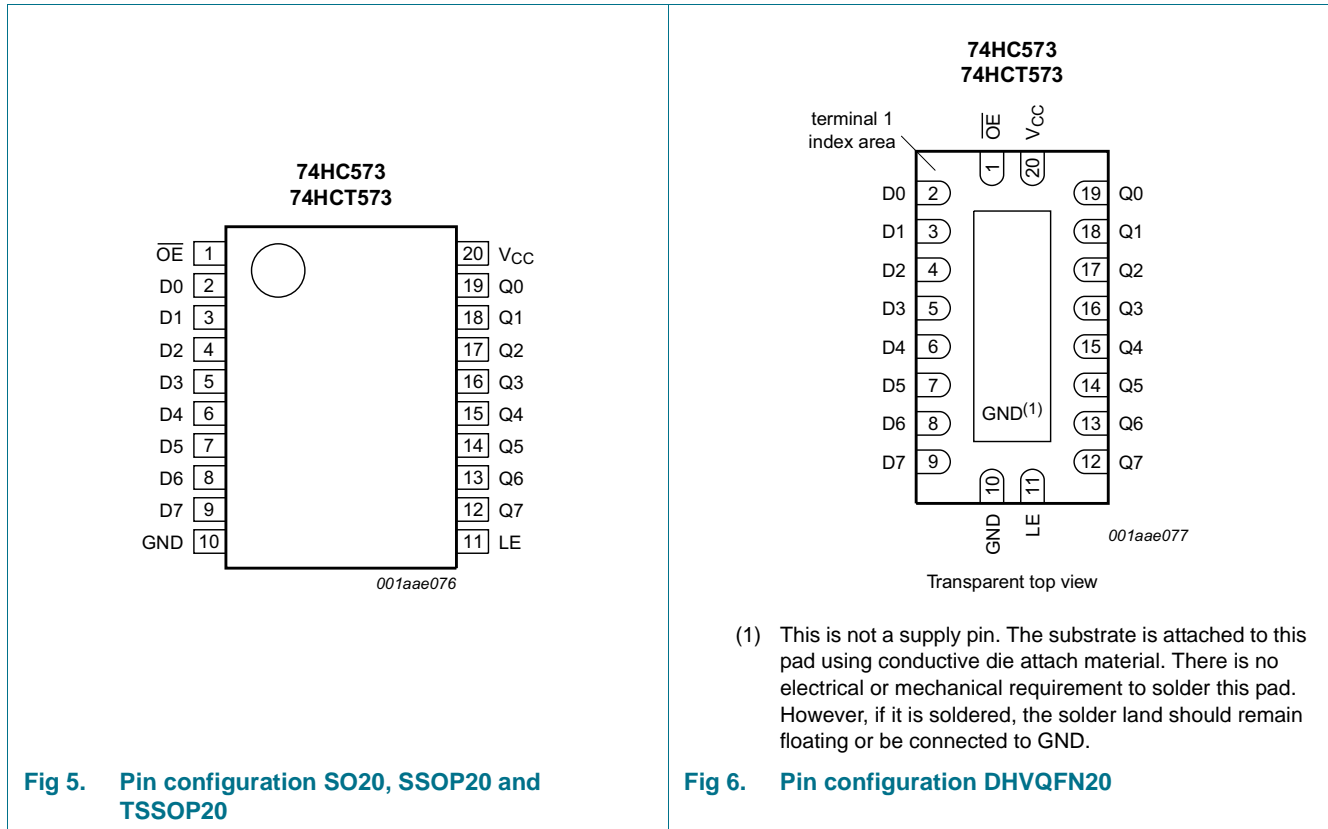 74HC573
74HCT573
OE 1
D0 2
D1 3
D2 4
D3 5
D4 6
D5 7
D6 8
D7 9
GND 10
20 VCC
19 Q0
18 Q1
17 Q2
16 Q3
15 Q4
14 Q5
13 Q6
12 Q7
11 LE
001aae076
Fig 5. Pin configuration SO20, SSOP20 and
TSSOP20
74HC573
74HCT573
terminal 1
index area
OE
VCC
1
20
D0 2
D1 3
D2 4
D3 5
D4 6
D5 7
D6 8
D7 9
19 Q0
18 Q1
17 Q2
16 Q3
15 Q4
14 Q5
13 Q6
12 Q7
GND(1)
10
11
GND
LE
001aae077
Transparent top view
(1) This is not a supply pin. The substrate is attached to this
pad using conductive die attach material. There is no
electrical or mechanical requirement to solder this pad.
However, if it is soldered, the solder land should remain
floating or be connected to GND.
Fig 6. Pin configuration DHVQFN20